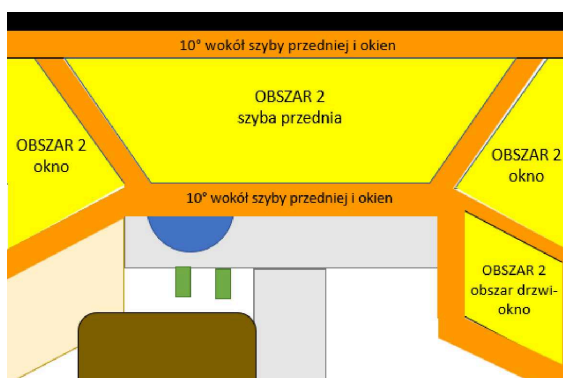 10° wokół szyby przedniej i okien
OBSZAR 2
szyba przednia
OBSZAR 2
okno
OBSZAR 2
okno
10° wokół szyby przedniej i okien
OBSZAR 2
obszar drzwi-
okno